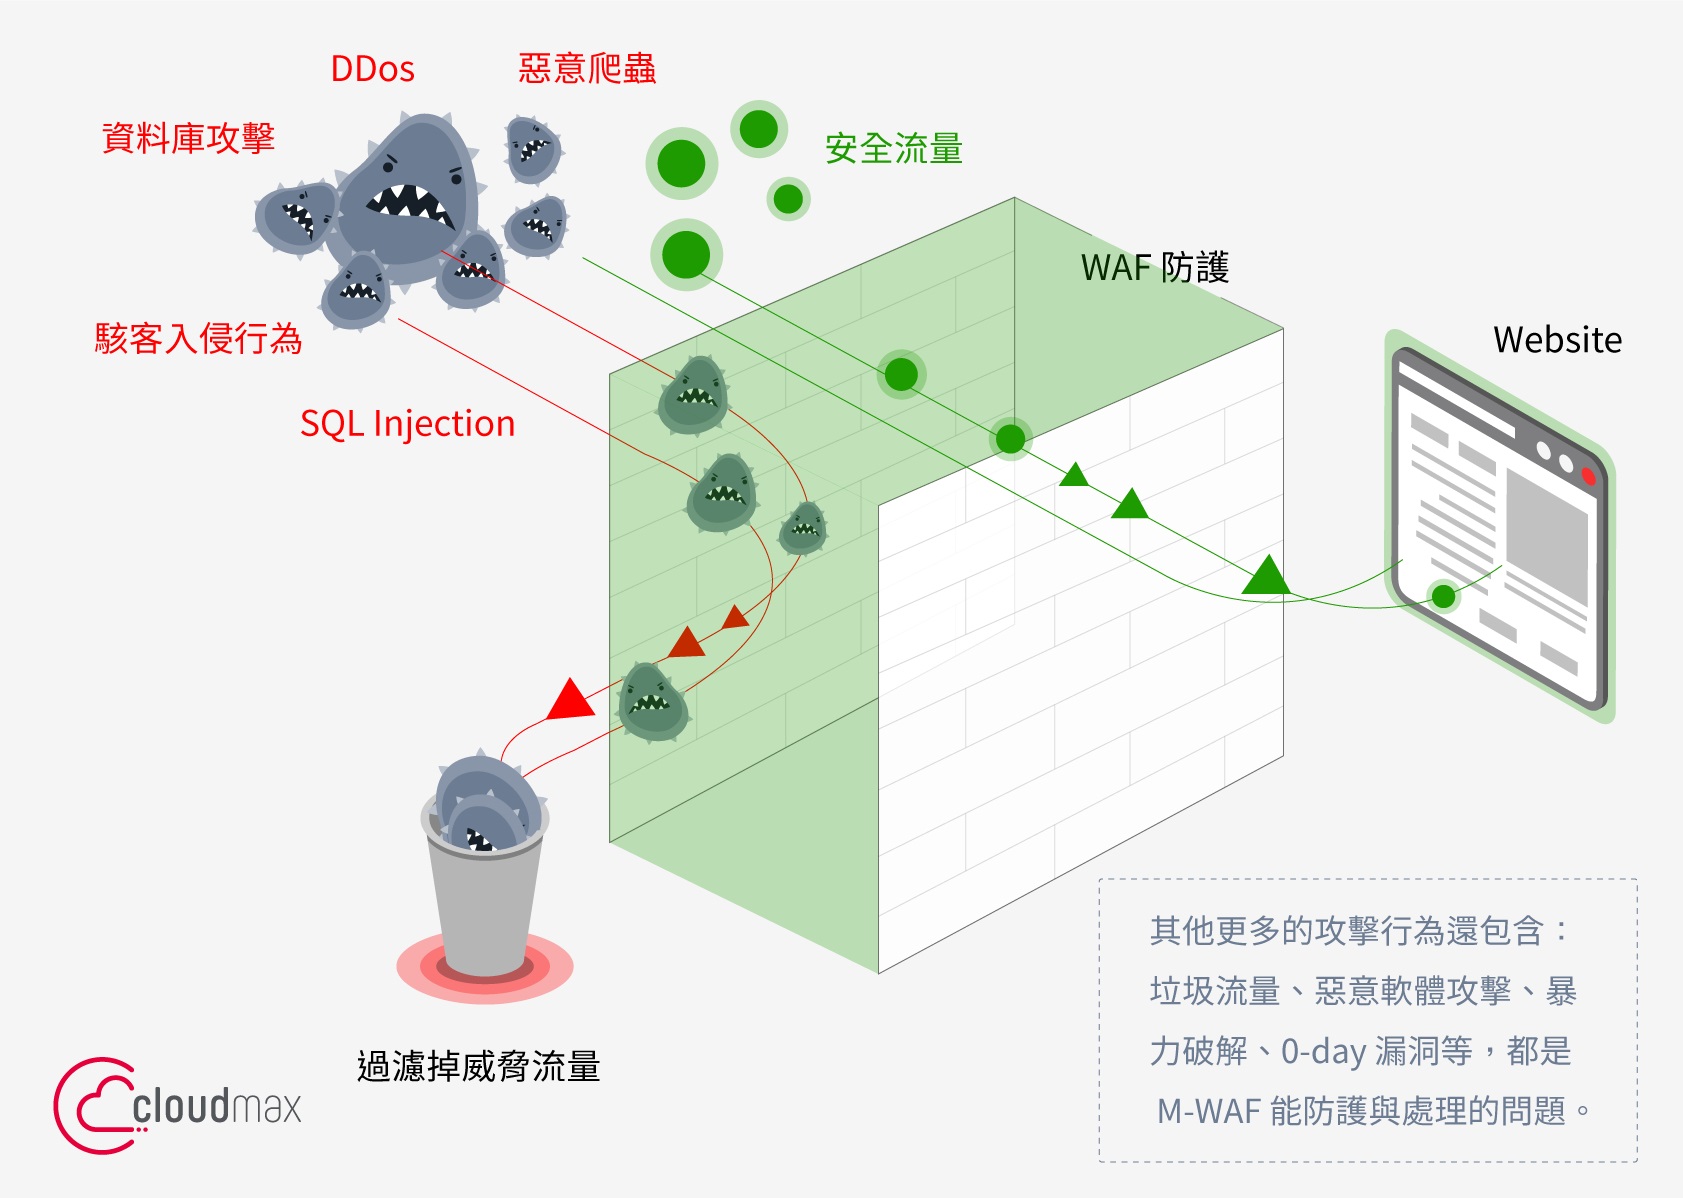 DDos
惡意爬蟲
資料庫攻擊
安全流量
WAF 防護
駭客入侵行為
Website
SQL Injection
其他更多的攻擊行為還包含：
垃圾流量、惡意軟體攻擊、暴
力破解、0-day 漏洞等，都是
M-WAF 能防護與處理的問題。
過濾掉威脅流量
cloudmax